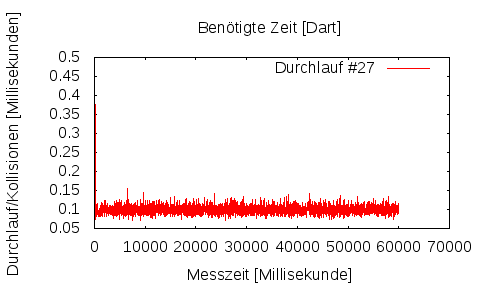 Benötigte Zeit [Dart]
Durchlauf #27
Durchlauf/Kollisionen [Millisekunden]
0.5
0.45
0.4
0.35
0.3
0.25
0.2
0.15
0.1
0.05
0 10000 20000 30000 40000 50000 60000 70000
Messzeit [Millisekunde]